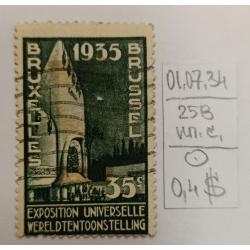 1935
BRUXELLES
BRUSSEL
35c
EXPOSITION UNIVERSELLE
WERELDTENTOONSTELLING
01.07.34
258
0,4 $